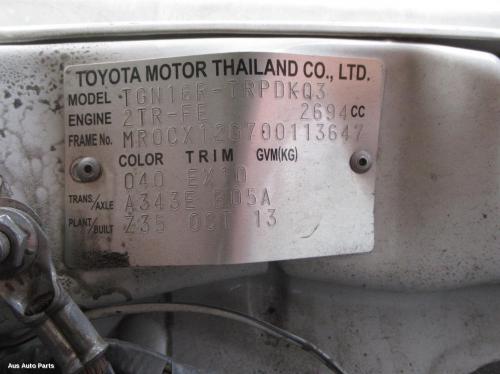 TOYOTA MOTOR THAILAND CO., LTD.
MODEL TGN16R-TRPDKQ3
ENGINE 2TR-FE 2694 CC
FRAME No. MR0CX12G700113647
COLOR TRIM GVM(KG)
040 EX10
TRANS/AXLE A343E B05A
PLANT/BUILT Z35 OCT 13
Aus Auto Parts